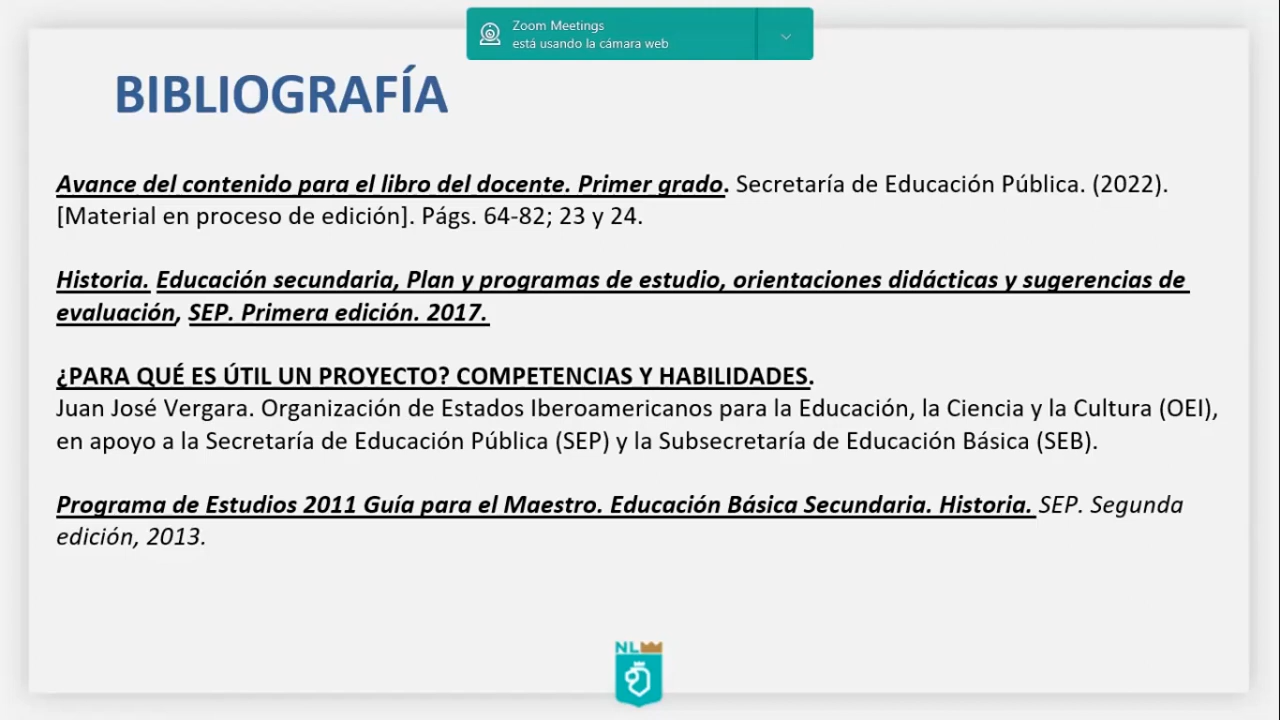 Zoom Meetings
está usando la cámara web
BIBLIOGRAFÍA
Avance del contenido para el libro del docente. Primer grado. Secretaría de Educación Pública. (2022).
[Material en proceso de edición]. Págs. 64-82; 23 y 24.
Historia. Educación secundaria, Plan y programas de estudio, orientaciones didácticas y sugerencias de
evaluación, SEP. Primera edición. 2017.
¿PARA QUÉ ES ÚTIL UN PROYECTO? COMPETENCIAS Y HABILIDADES.
Juan José Vergara. Organización de Estados Iberoamericanos para la Educación, la Ciencia y la Cultura (OEI),
en apoyo a la Secretaría de Educación Pública (SEP) y la Subsecretaría de Educación Básica (SEB).
Programa de Estudios 2011 Guía para el Maestro. Educación Básica Secundaria. Historia. SEP. Segunda
edición, 2013.
NL